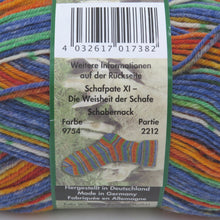 4 032617 017382
Weitere Informationen
auf der Rückseite
Schafpate XI –
Die Weisheit der Schafe
Schabernack
Farbe Partie
9754 2212
Hergestellt in Deutschland
Made in Germany
Fabriquée en Allemagne